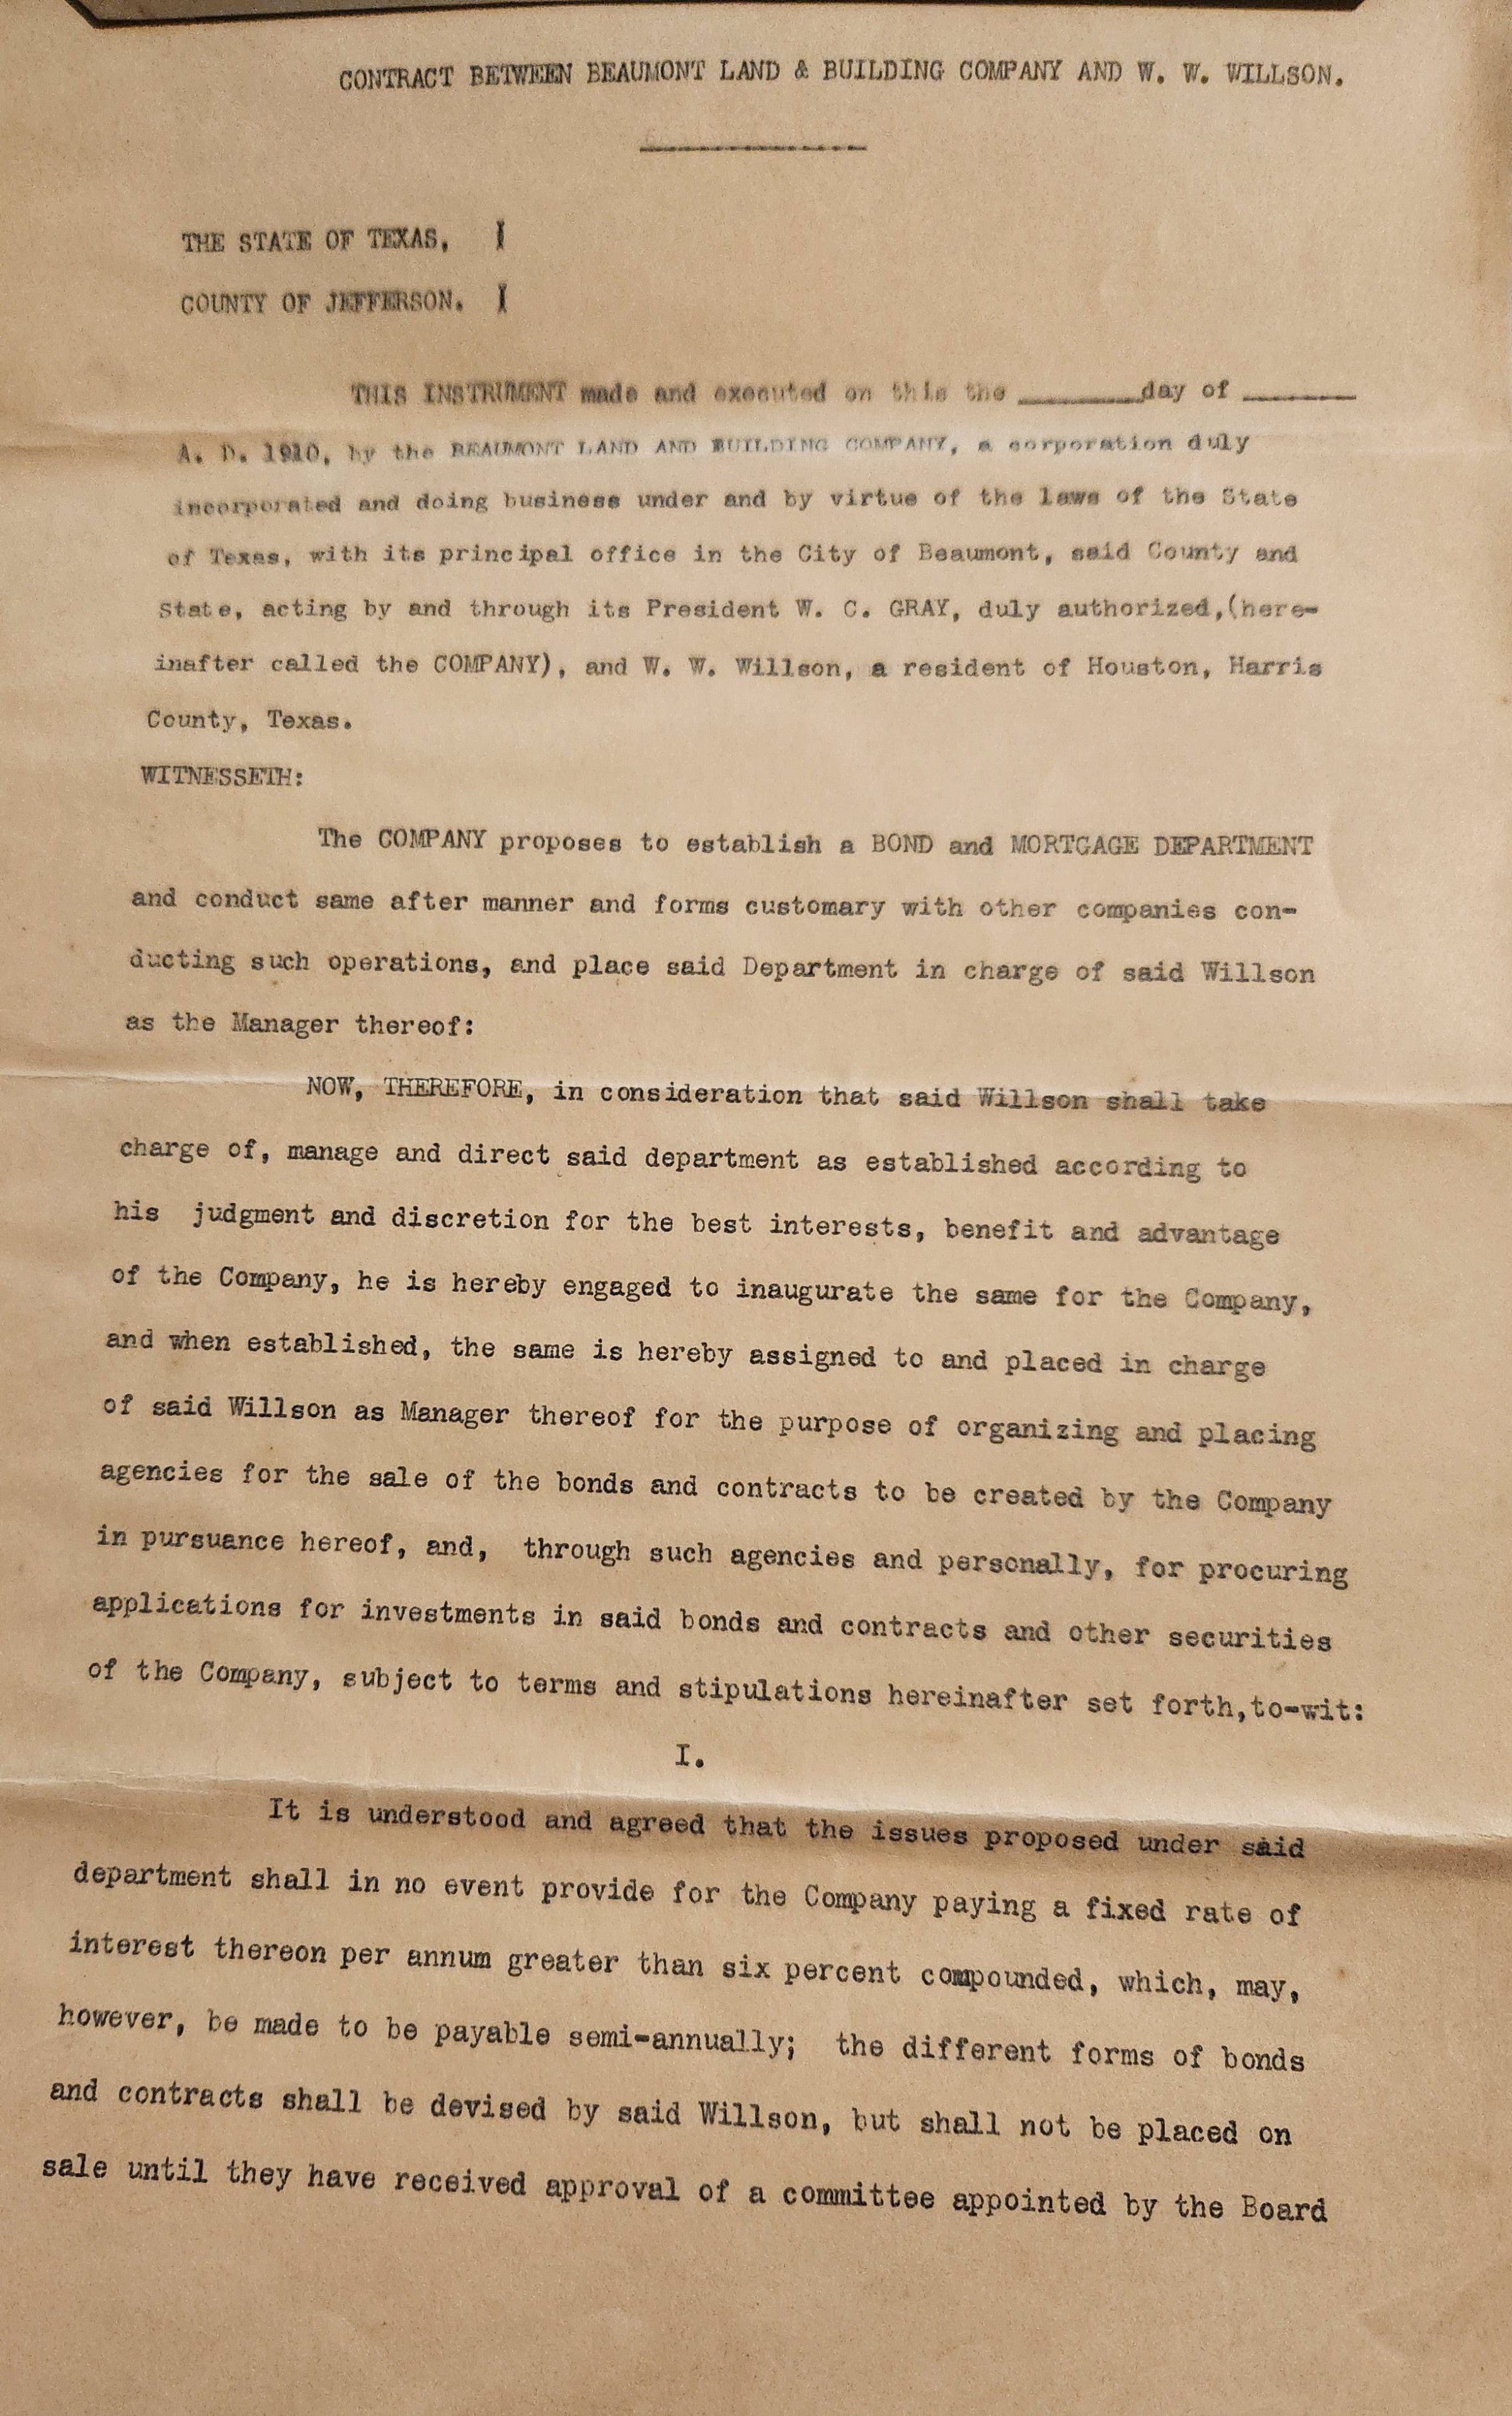 CONTRACT BETWEEN BEAUMONT LAND & BUILDING COMPANY AND W. W. WILLSON.
THE STATE OF TEXAS, I
COUNTY OF JEFFERSON. I
THIS INSTRUMENT made and executed on this the ________day of _______
A. D. 1910, by the BEAUMONT LAND AND BUILDING COMPANY, a corporation duly
incorporated and doing business under and by virtue of the laws of the State
of Texas, with its principal office in the City of Beaumont, said County and
State, acting by and through its President W. C. GRAY, duly authorized,(here-
inafter called the COMPANY), and W. W. Willson, a resident of Houston, Harris
County, Texas.
WITNESSETH:
The COMPANY proposes to establish a BOND and MORTGAGE DEPARTMENT
and conduct same after manner and forms customary with other companies con-
ducting such operations, and place said Department in charge of said Willson
as the Manager thereof:
NOW, THEREFORE, in consideration that said Willson shall take
charge of, manage and direct said department as established according to
his judgment and discretion for the best interests, benefit and advantage
of the Company, he is hereby engaged to inaugurate the same for the Company,
and when established, the same is hereby assigned to and placed in charge
of said Willson as Manager thereof for the purpose of organizing and placing
agencies for the sale of the bonds and contracts to be created by the Company
in pursuance hereof, and, through such agencies and personally, for procuring
applications for investments in said bonds and contracts and other securities
of the Company, subject to terms and stipulations hereinafter set forth,to-wit:
I.
It is understood and agreed that the issues proposed under said
department shall in no event provide for the Company paying a fixed rate of
interest thereon per annum greater than six percent compounded, which, may,
however, be made to be payable semi-annually; the different forms of bonds
and contracts shall be devised by said Willson, but shall not be placed on
sale until they have received approval of a committee appointed by the Board